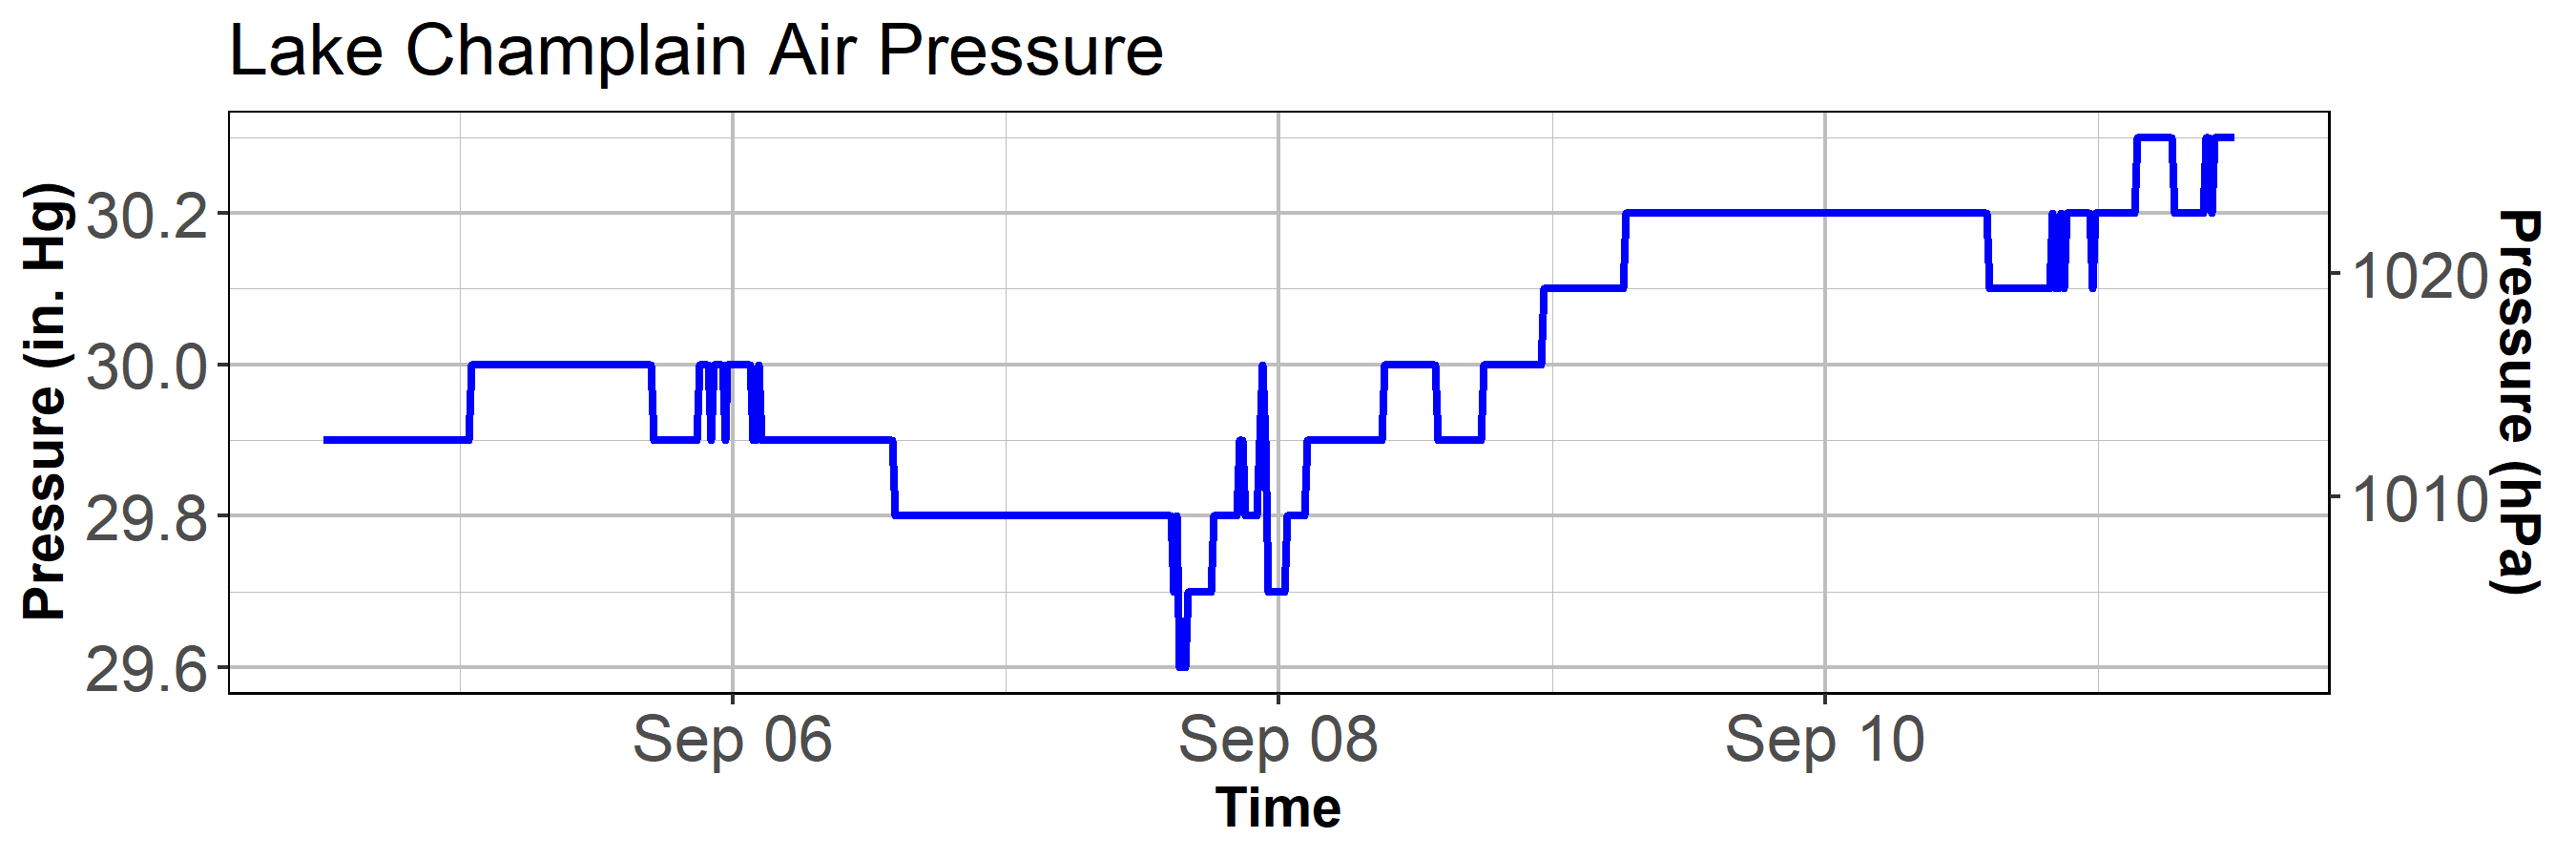 Lake Champlain Air Pressure
Pressure (in. Hg)
30.2
30.0
29.8
29.6
1020
1010
Pressure (hPa)
Sep 06
Sep 08
Sep 10
Time